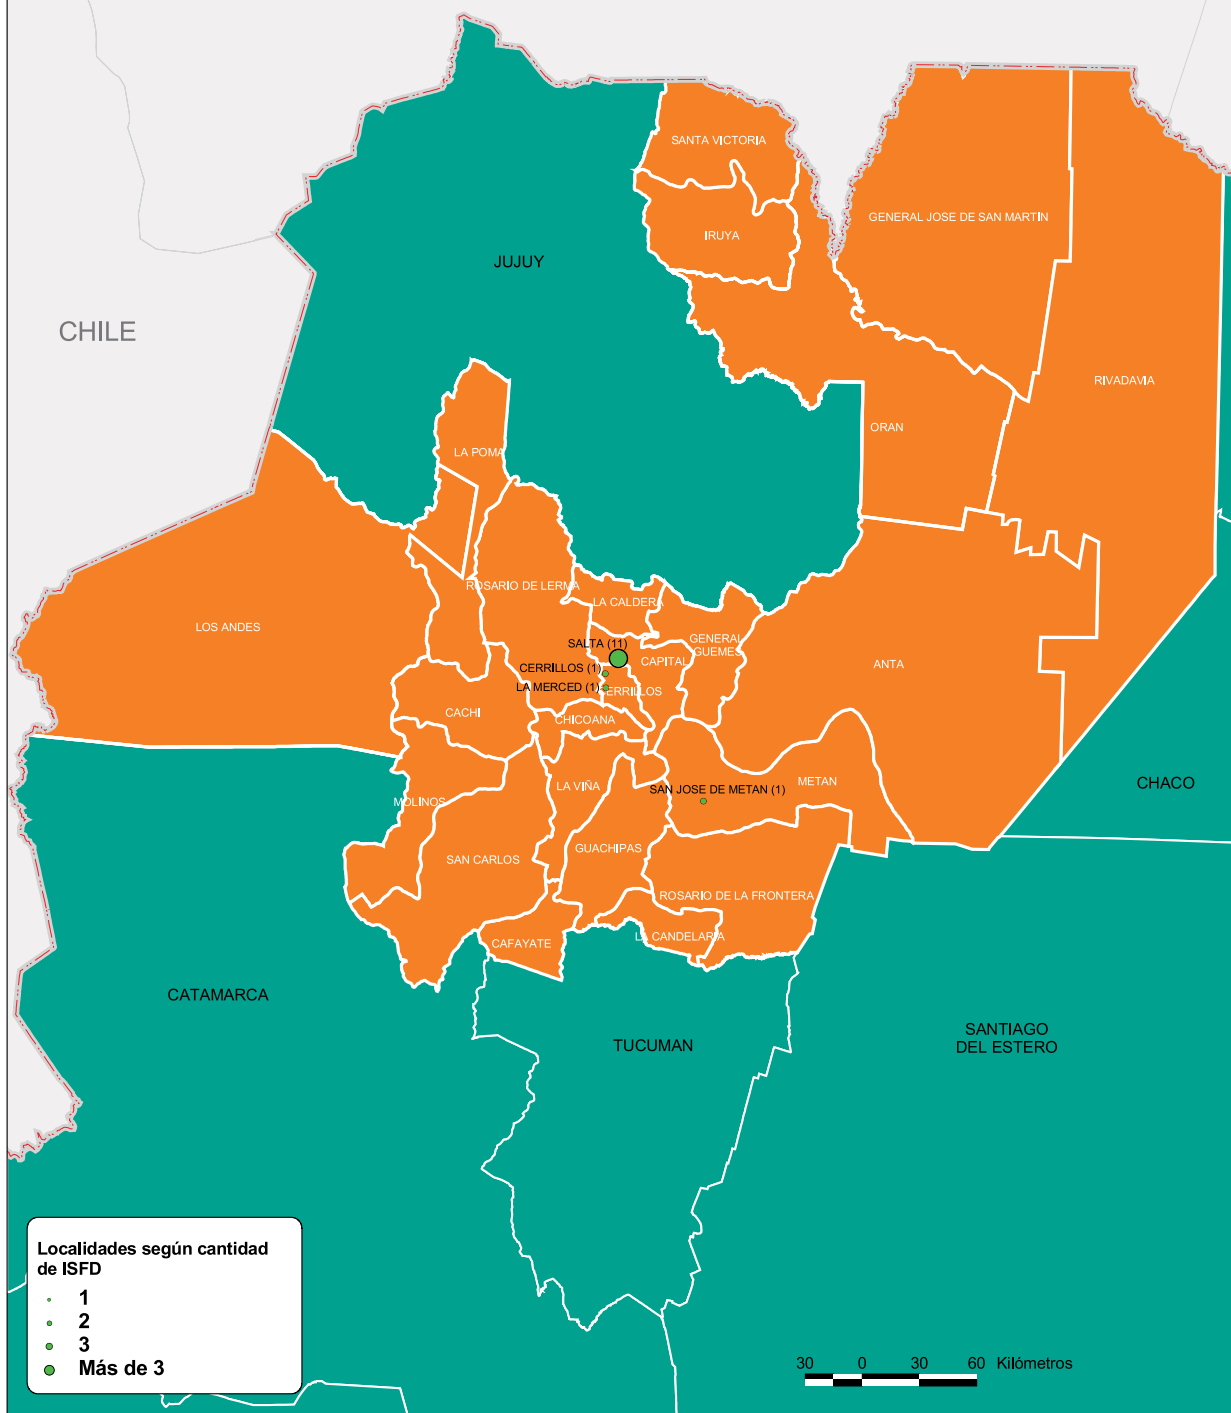 SANTA VICTORIA
GENERAL JOSE DE SAN MARTIN
IRUYA
JUJUY
CHILE
RIVADAVIA
ORAN
LA POMA
ROSARIO DE LERMA
LA CALDERA
LOS ANDES
SALTA (11)
GENERAL
GUEMES
CAPITAL
ANTA
CERRILLOS (1)
LA MERCED (1)
CERRILLOS
CACHI
CHICOANA
METAN
CHACO
LA VIÑA
SAN JOSE DE METAN (1)
MOLINOS
GUACHIPAS
SAN CARLOS
ROSARIO DE LA FRONTERA
LA CANDELARIA
CAFAYATE
CATAMARCA
SANTIAGO
DEL ESTERO
TUCUMAN
Localidades según cantidad
de ISFD
1
2
3
Más de 3
30 0 30 60 Kilómetros